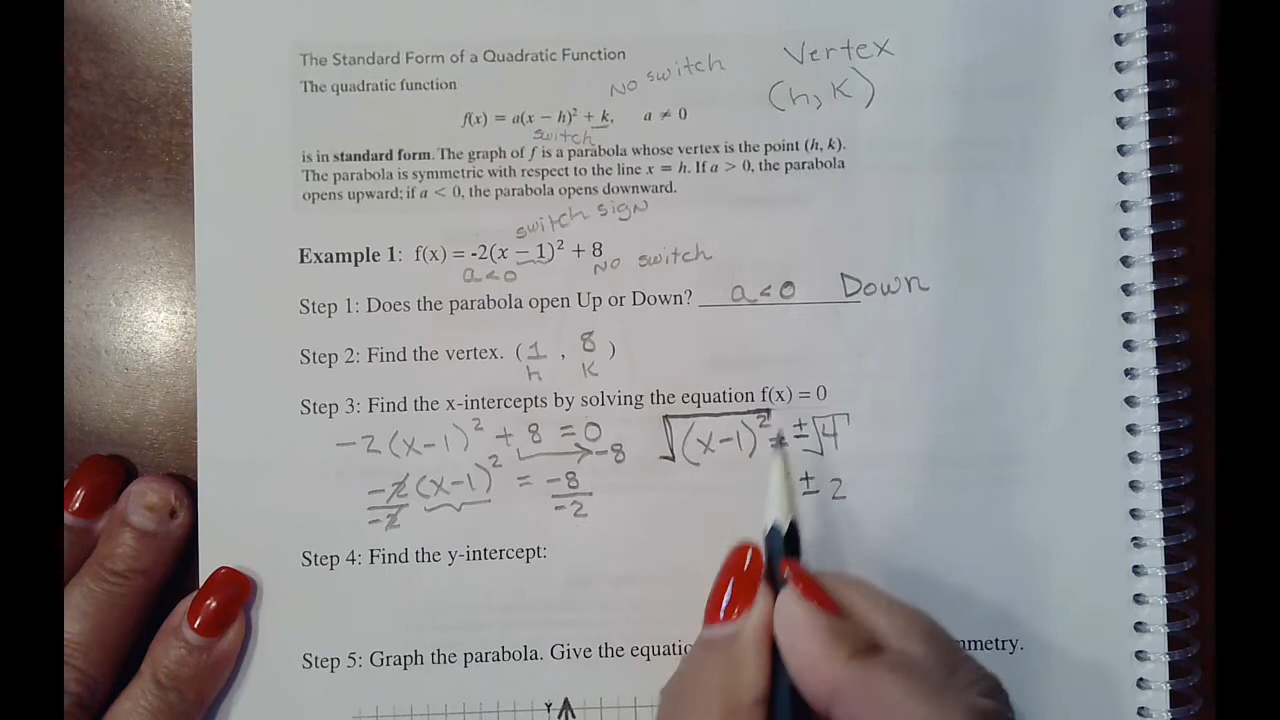 The Standard Form of a Quadratic Function
Vertex
The quadratic function
NO switch
(h, K)
f(x) = a(x − h)² + k, a ≠ 0
switch
is in standard form. The graph of f is a parabola whose vertex is the point (h, k).
The parabola is symmetric with respect to the line x = h. If a > 0, the parabola
opens upward; if a < 0, the parabola opens downward.
switch sign
Example 1: f(x) = -2(x − 1)² + 8
a<0 NO switch
Step 1: Does the parabola open Up or Down? a<0 Down
Step 2: Find the vertex. (1, 8)
h K
Step 3: Find the x-intercepts by solving the equation f(x) = 0
-2(x-1)² + 8 = 0
-8
-2(x-1)² = -8
-2 -2
√(x-1)² = ±√4
± 2
Step 4: Find the y-intercept:
Step 5: Graph the parabola. Give the
Y